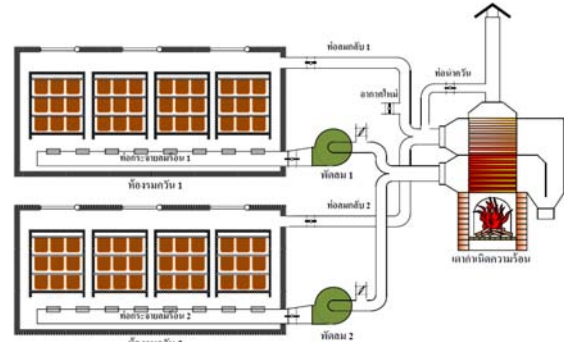 ท่อลมกลับ 1
ท่อนำควัน
อากาศใหม่
ท่อกระจายลมร้อน 1
พัดลม 1
ห้องรมควัน 1
ท่อลมกลับ 2
เตากำเนิดความร้อน
ท่อกระจายลมร้อน 2
พัดลม 2